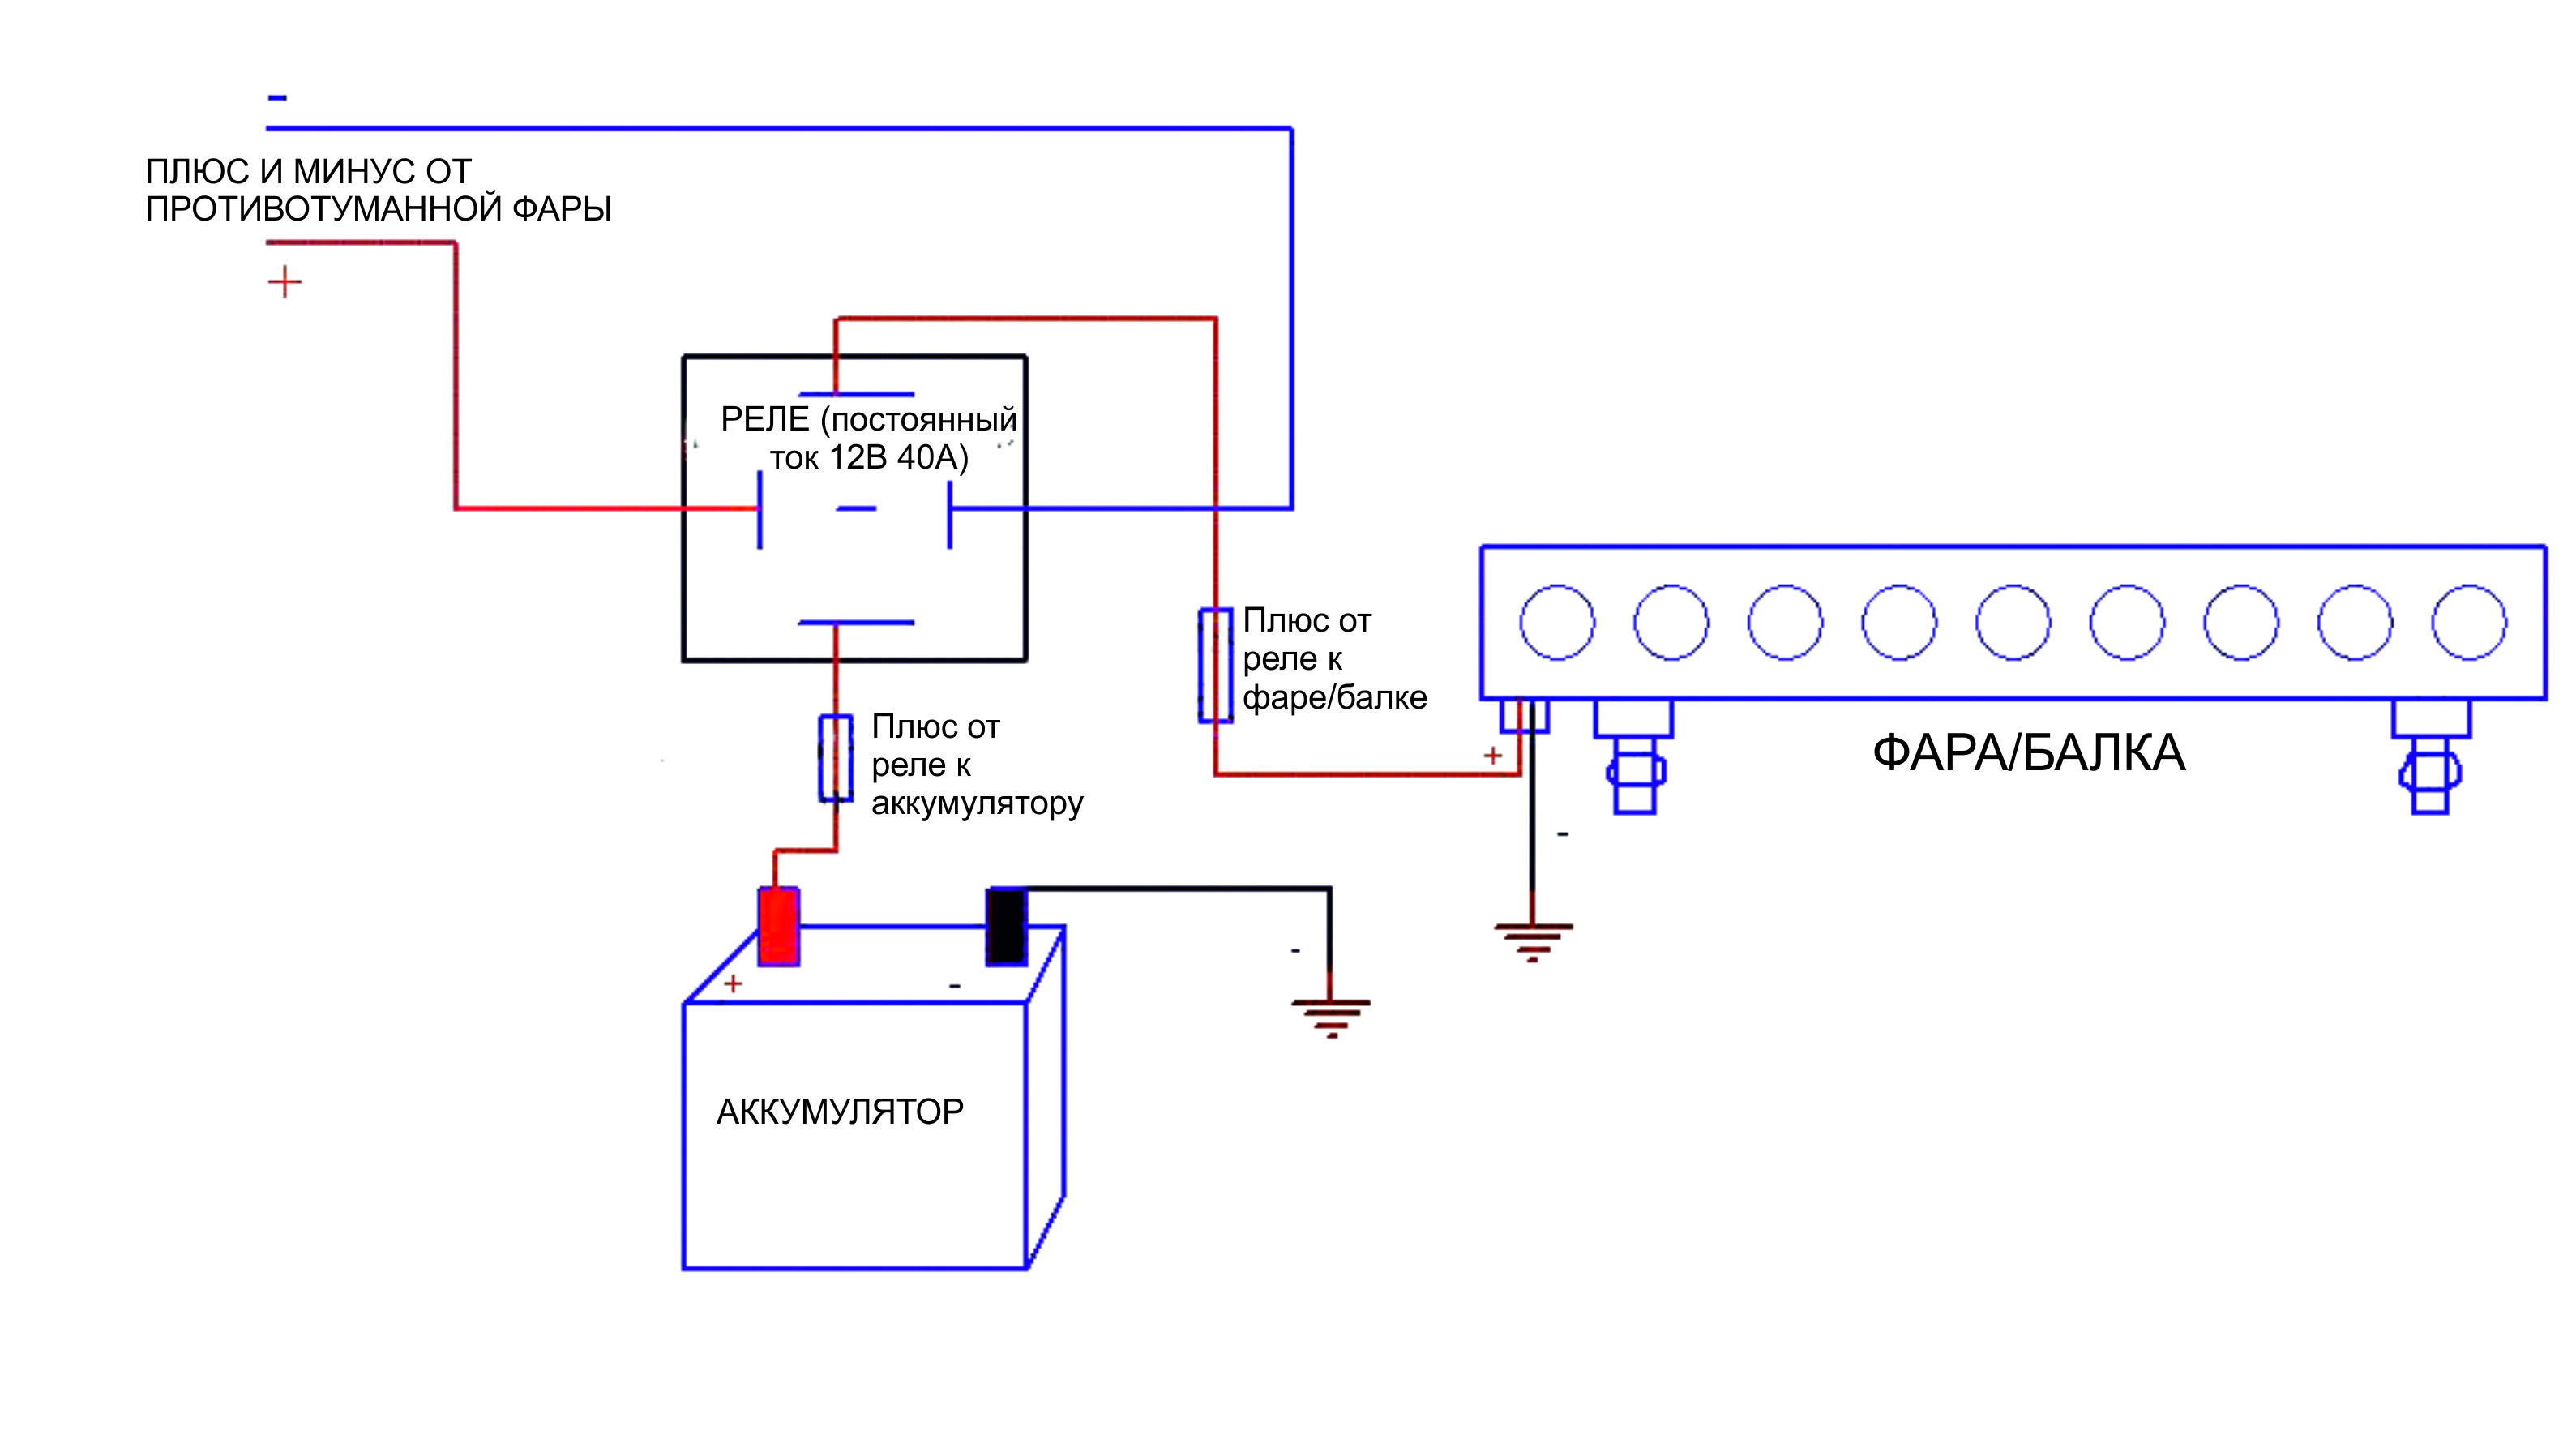 -
ПЛЮС И МИНУС ОТ
ПРОТИВОТУМАННОЙ ФАРЫ
+
РЕЛЕ (постоянный
ток 12В 40А)
-
Плюс от
реле к
фаре/балке
Плюс от
реле к
аккумулятору
+
ФАРА/БАЛКА
-
-
+
-
АККУМУЛЯТОР